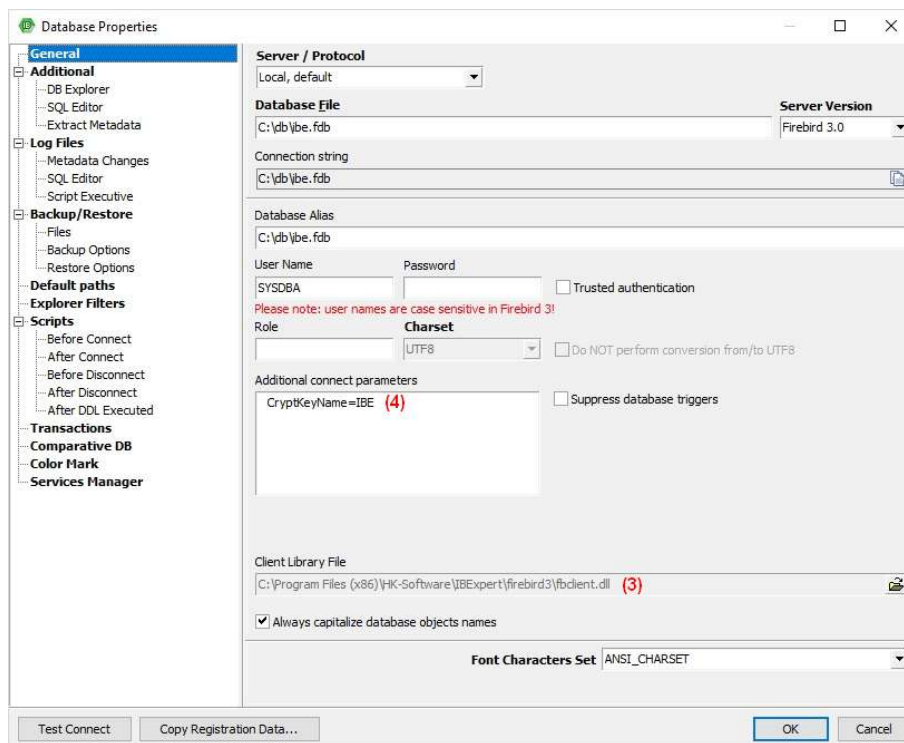 Database Properties
General
Additional
DB Explorer
SQL Editor
Extract Metadata
Log Files
Metadata Changes
SQL Editor
Script Executive
Backup/Restore
Files
Backup Options
Restore Options
Default paths
Explorer Filters
Scripts
Before Connect
After Connect
Before Disconnect
After Disconnect
After DDL Executed
Transactions
Comparative DB
Color Mark
Services Manager
Server / Protocol
Local, default
Database File Server Version
C:\db\ibe.fdb Firebird 3.0
Connection string
C:\db\ibe.fdb
Database Alias
C:\db\ibe.fdb
User Name Password
SYSDBA Trusted authentication
Please note: user names are case sensitive in Firebird 3!
Role Charset
UTF8 Do NOT perform conversion from/to UTF8
Additional connect parameters
CryptKeyName=IBE (4) Suppress database triggers
Client Library File
C:\Program Files (x86)\HK-Software\IBExpert\firebird3\fbclient.dll (3)
Always capitalize database objects names
Font Characters Set ANSI_CHARSET
Test Connect Copy Registration Data... OK Cancel